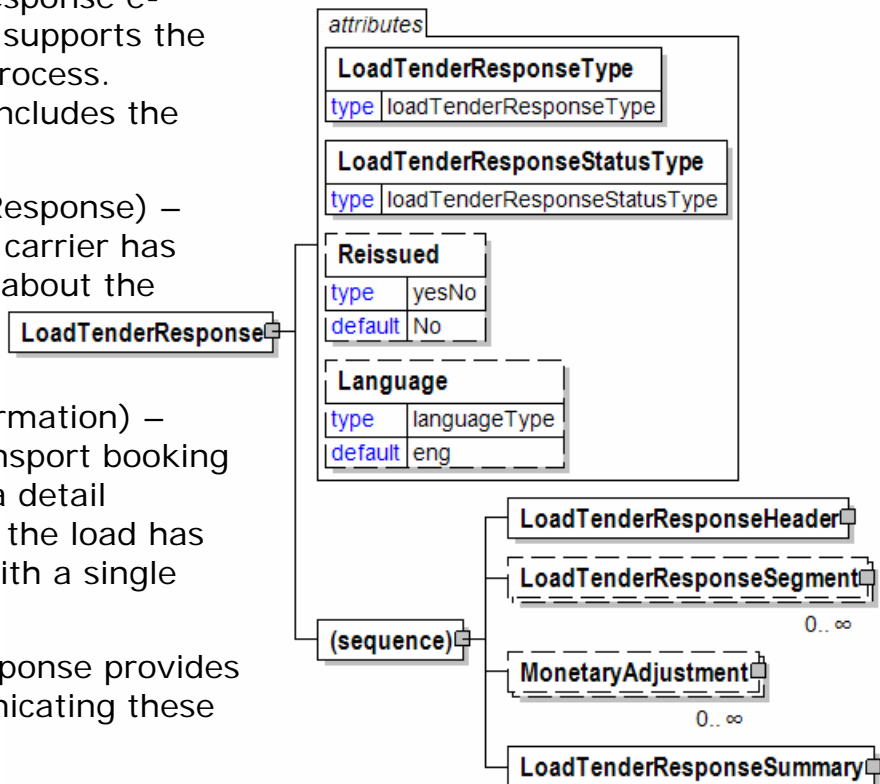 esponse e-
supports the
rocess.
ncludes the
Response) –
carrier has
about the
rmation) –
nsport booking
a detail
the load has
ith a single
ponse provides
nicating these
LoadTenderResponse
attributes
LoadTenderResponseType
type loadTenderResponseType
LoadTenderResponseStatusType
type loadTenderResponseStatusType
Reissued
type yesNo
default No
Language
type languageType
default eng
(sequence)
LoadTenderResponseHeader
LoadTenderResponseSegment
0.. ∞
MonetaryAdjustment
0.. ∞
LoadTenderResponseSummary